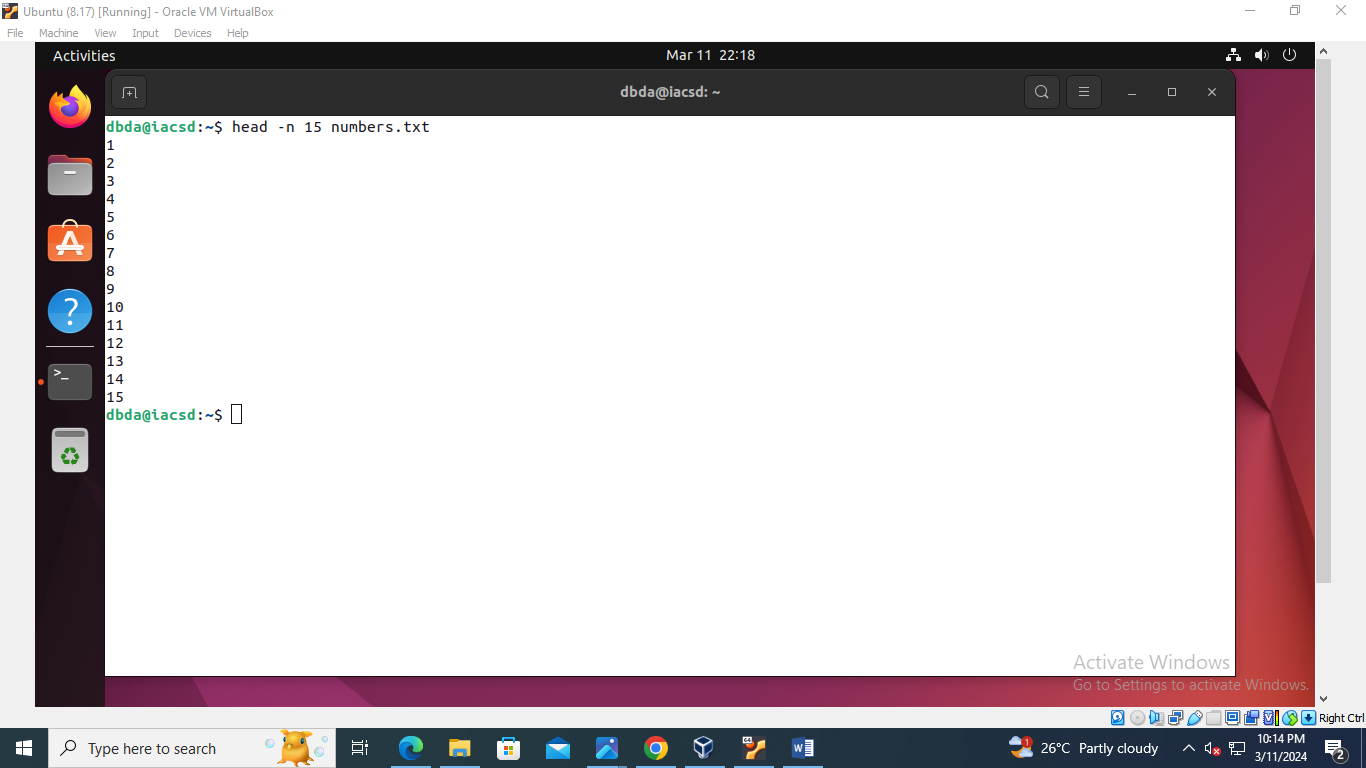 Ubuntu (8.17) [Running] - Oracle VM VirtualBox
File Machine View Input Devices Help
Activities
Mar 11 22:18
dbda@iacsd: ~
dbda@iacsd:~$ head -n 15 numbers.txt
1
2
3
4
5
6
7
8
9
10
11
12
13
14
15
dbda@iacsd:~$
Activate Windows
Go to Settings to activate Windows.
Right Ctrl
Type here to search
1
26°C Partly cloudy
10:14 PM
3/11/2024
2